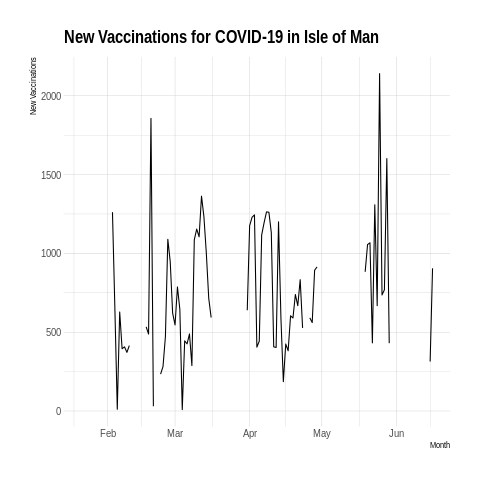 New Vaccinations for COVID-19 in Isle of Man
New Vaccinations
2000
1500
1000
500
0
Feb Mar Apr May Jun
Month